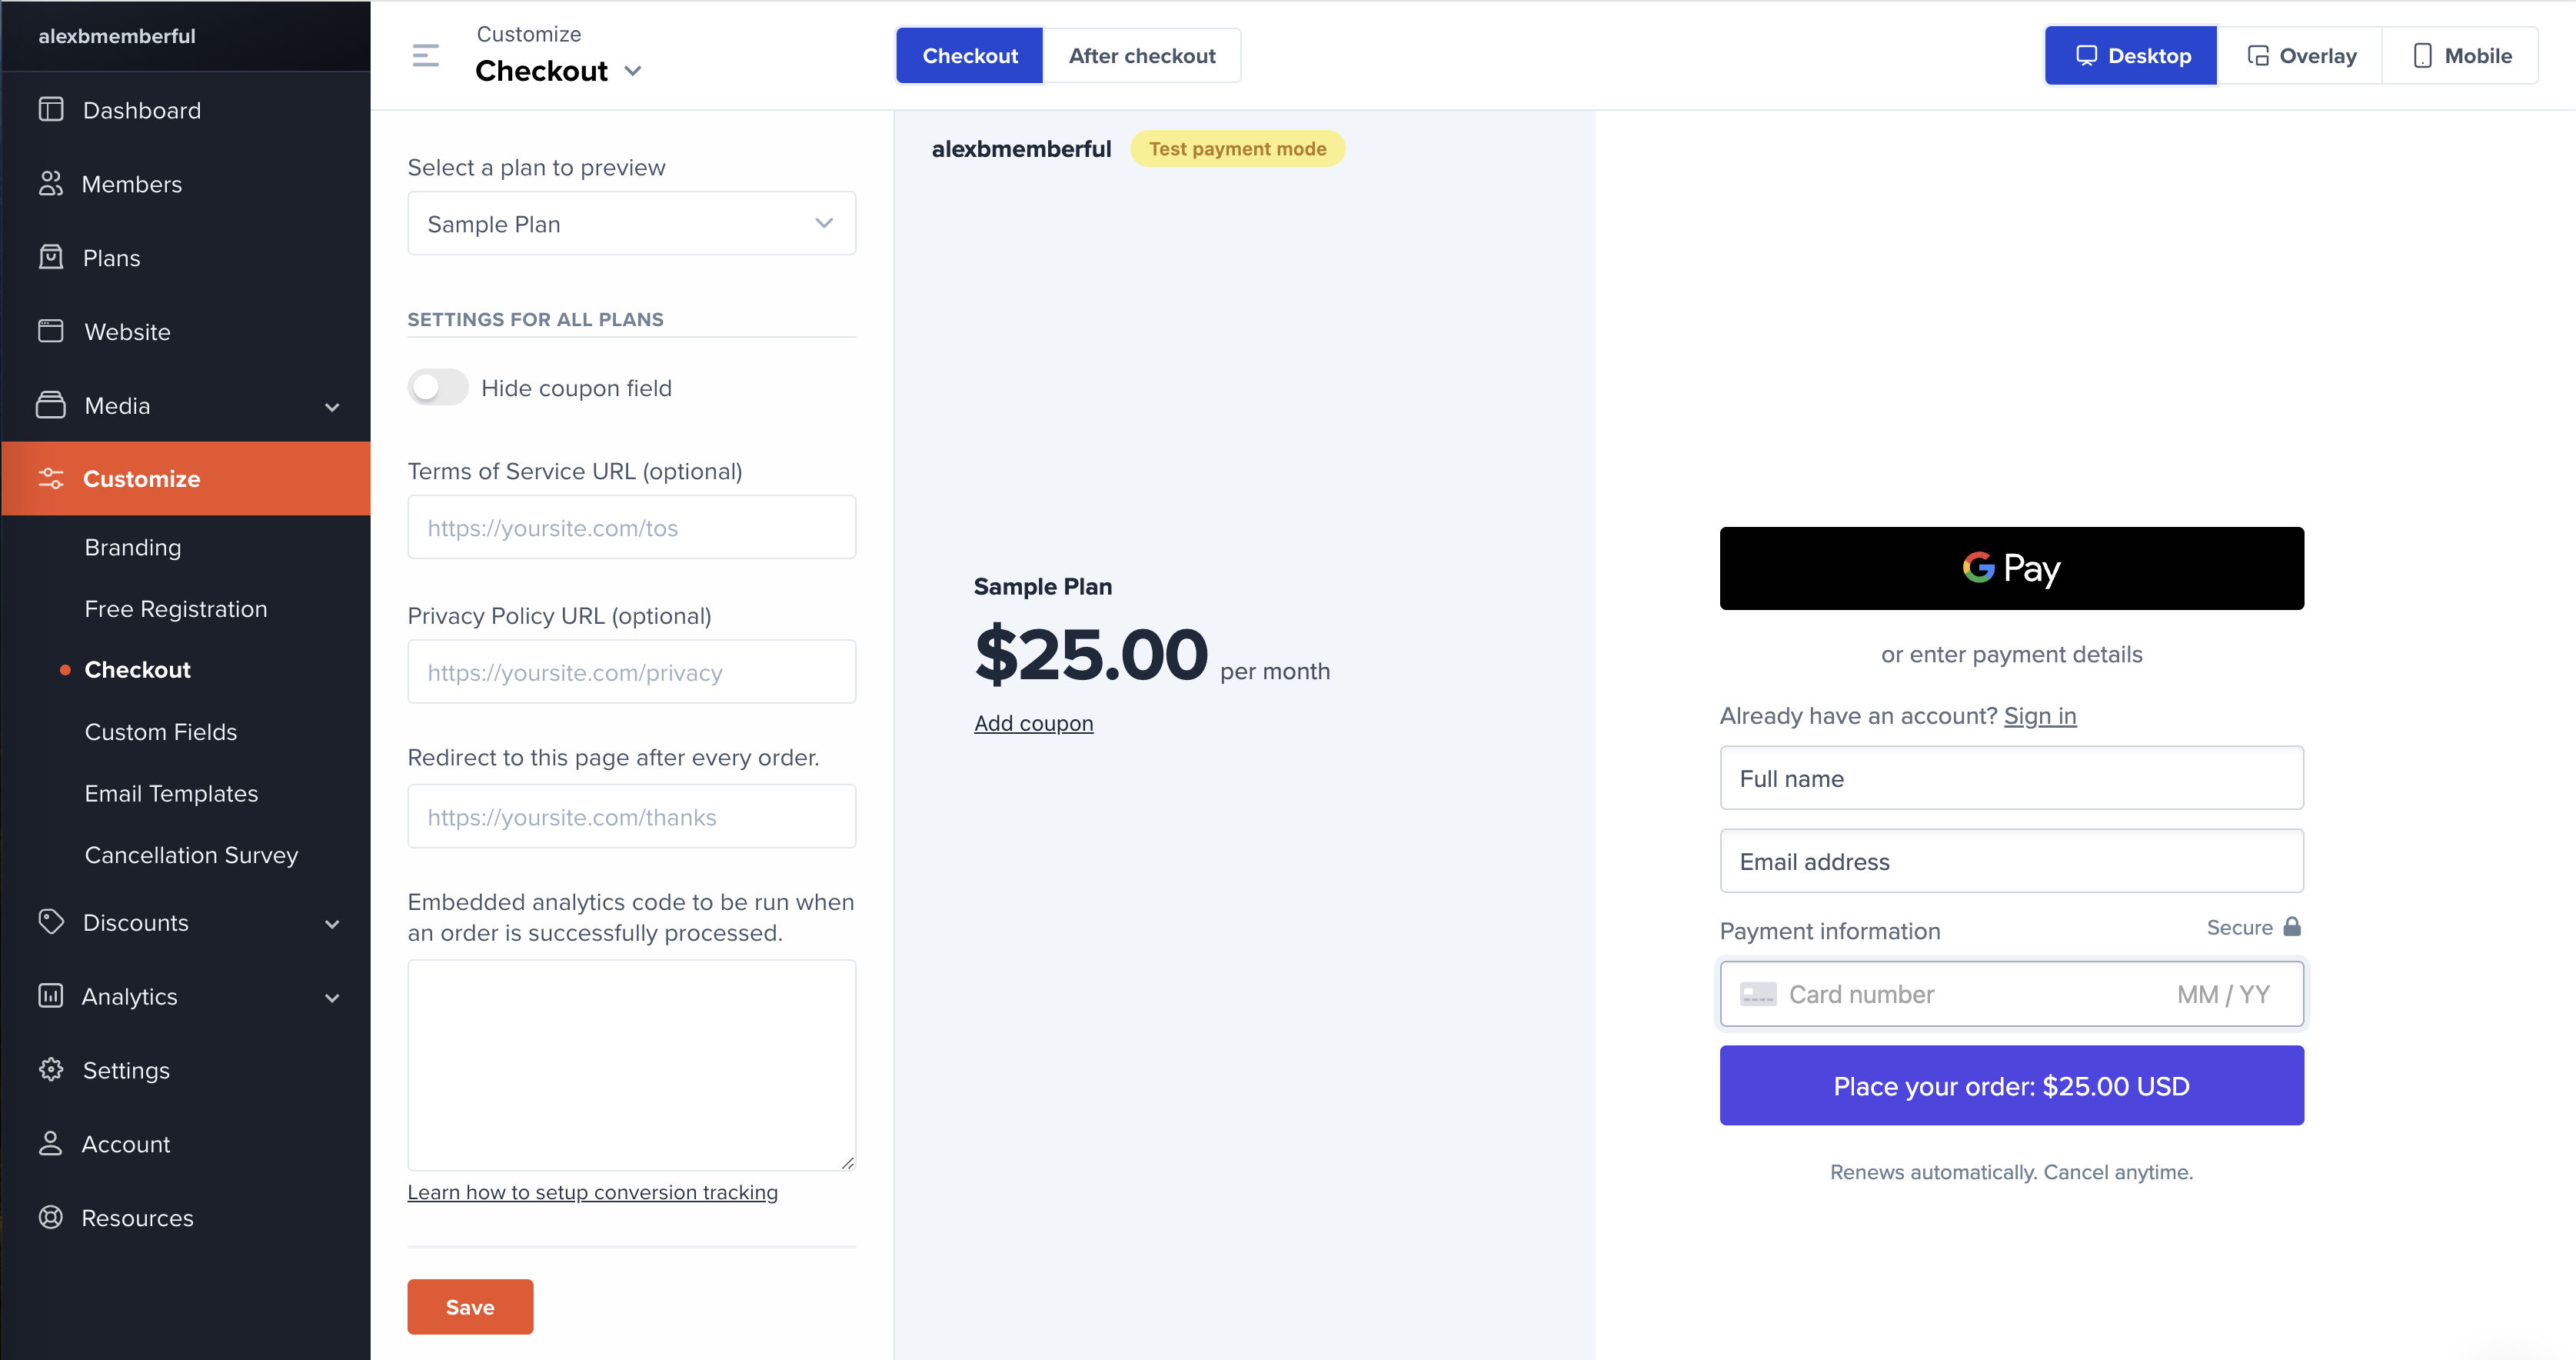 alexbmemberful
Dashboard
Members
Plans
Website
Media
Customize
Branding
Free Registration
Checkout
Custom Fields
Email Templates
Cancellation Survey
Discounts
Analytics
Settings
Account
Resources
Customize
Checkout
Checkout
After checkout
Desktop
Overlay
Mobile
Select a plan to preview
Sample Plan
SETTINGS FOR ALL PLANS
Hide coupon field
Terms of Service URL (optional)
https://yoursite.com/tos
Privacy Policy URL (optional)
https://yoursite.com/privacy
Redirect to this page after every order.
https://yoursite.com/thanks
Embedded analytics code to be run when
an order is successfully processed.
Learn how to setup conversion tracking
Save
alexbmemberful
Test payment mode
Sample Plan
$25.00 per month
Add coupon
G Pay
or enter payment details
Already have an account? Sign in
Full name
Email address
Payment information
Secure
Card number
MM / YY
Place your order: $25.00 USD
Renews automatically. Cancel anytime.